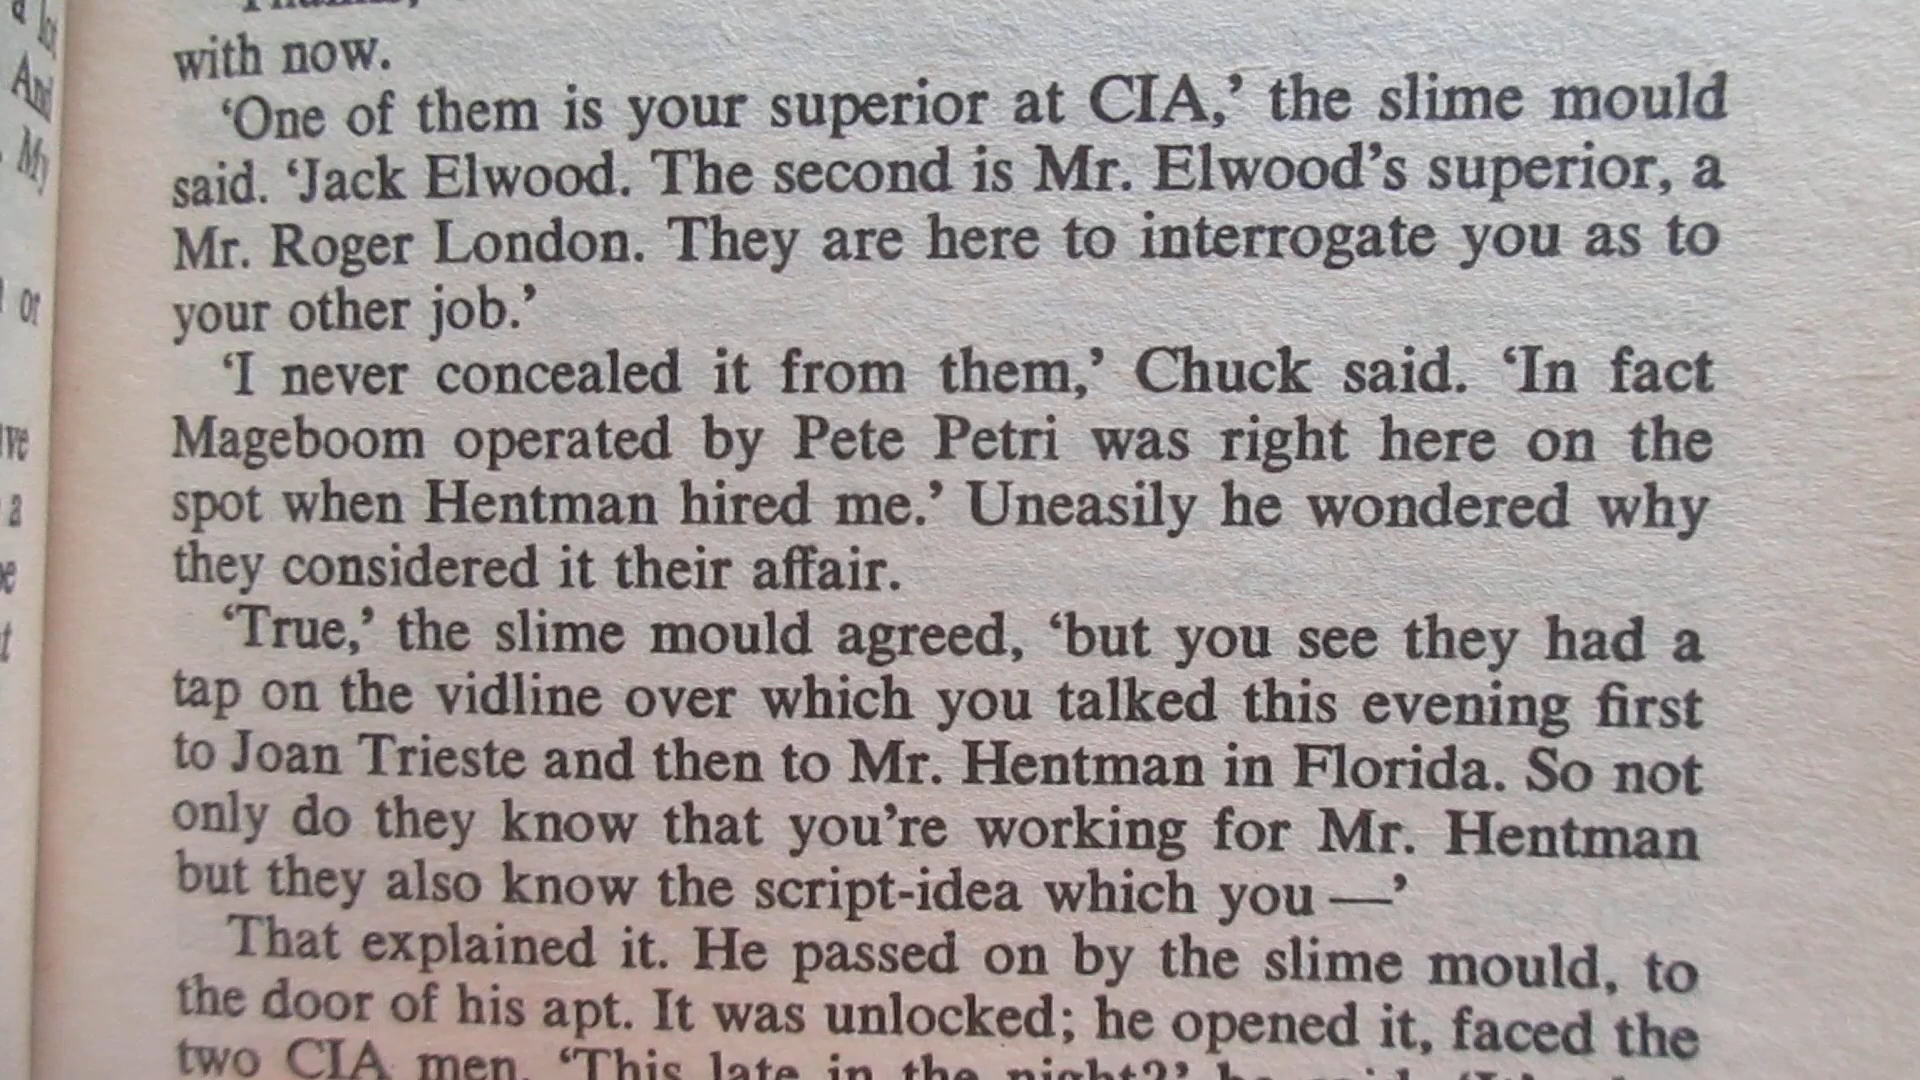 with now.
‘One of them is your superior at CIA,’ the slime mould
said. ‘Jack Elwood. The second is Mr. Elwood’s superior, a
Mr. Roger London. They are here to interrogate you as to
your other job.’
‘I never concealed it from them,’ Chuck said. ‘In fact
Mageboom operated by Pete Petri was right here on the
spot when Hentman hired me.’ Uneasily he wondered why
they considered it their affair.
‘True,’ the slime mould agreed, ‘but you see they had a
tap on the vidline over which you talked this evening first
to Joan Trieste and then to Mr. Hentman in Florida. So not
only do they know that you’re working for Mr. Hentman
but they also know the script-idea which you —’
That explained it. He passed on by the slime mould, to
the door of his apt. It was unlocked; he opened it, faced the
two CIA men. ‘This late in the night?’ he